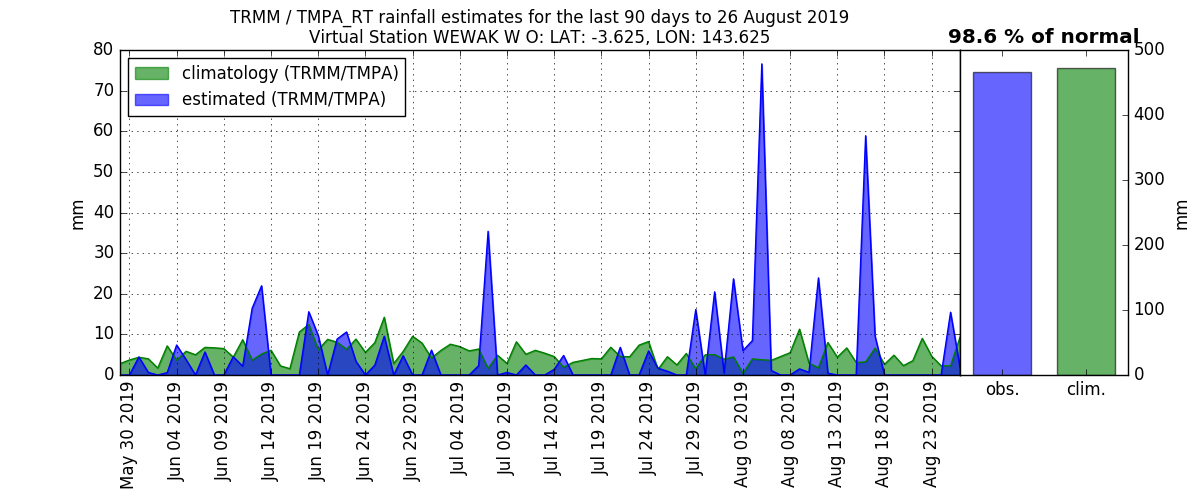 TRMM / TMPA_RT rainfall estimates for the last 90 days to 26 August 2019
Virtual Station WEWAK W O: LAT: -3.625, LON: 143.625
98.6 % of normal
climatology (TRMM/TMPA)
estimated (TRMM/TMPA)
80
70
60
50
40
30
20
10
0
mm
500
400
300
200
100
0
mm
May 30 2019
Jun 04 2019
Jun 09 2019
Jun 14 2019
Jun 19 2019
Jun 24 2019
Jun 29 2019
Jul 04 2019
Jul 09 2019
Jul 14 2019
Jul 19 2019
Jul 24 2019
Jul 29 2019
Aug 03 2019
Aug 08 2019
Aug 13 2019
Aug 18 2019
Aug 23 2019
obs.
clim.